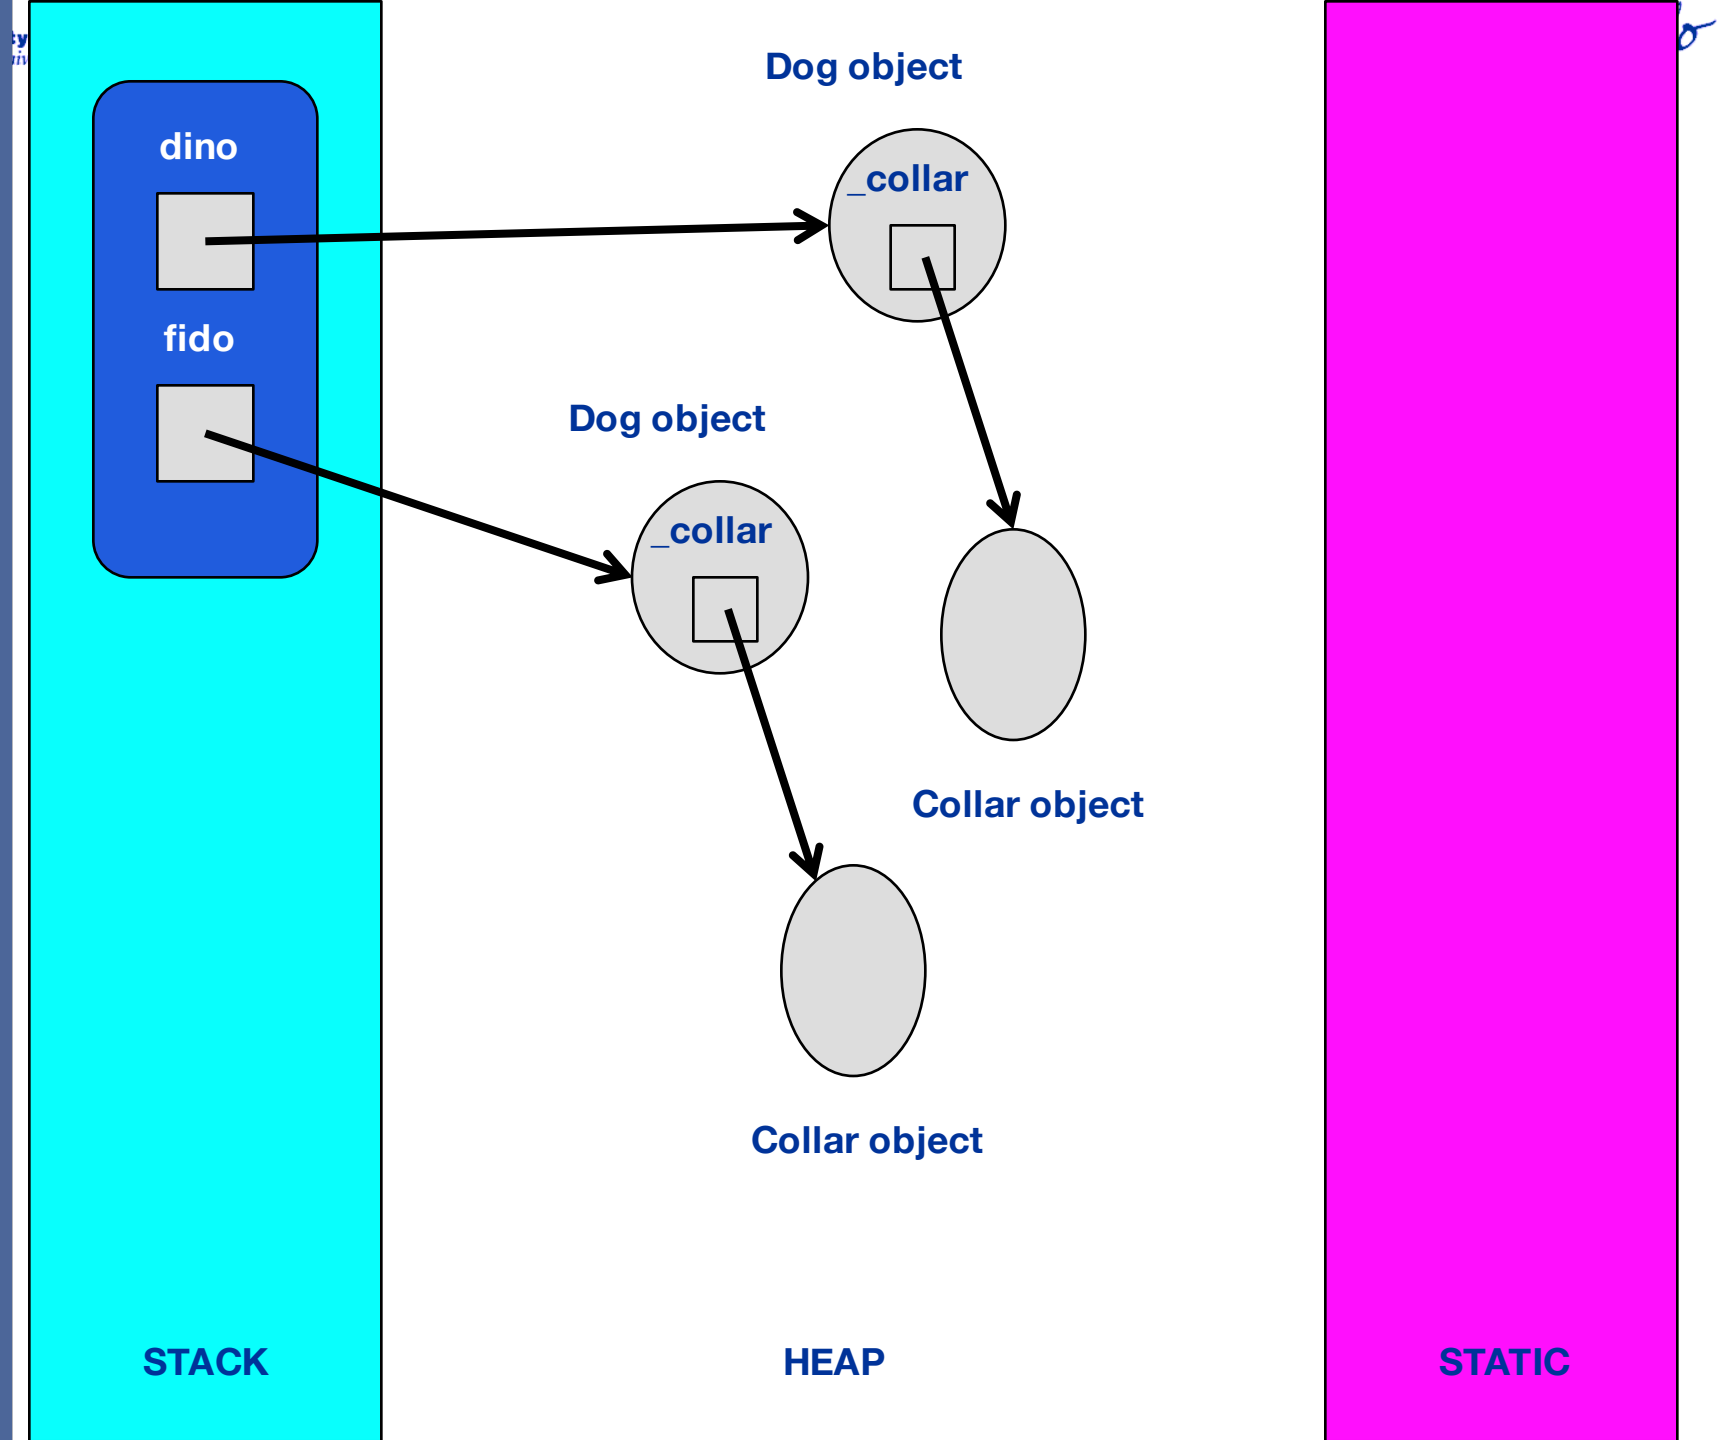 Dog object
dino
_collar
fido
Dog object
_collar
Collar object
Collar object
STACK
HEAP
STATIC